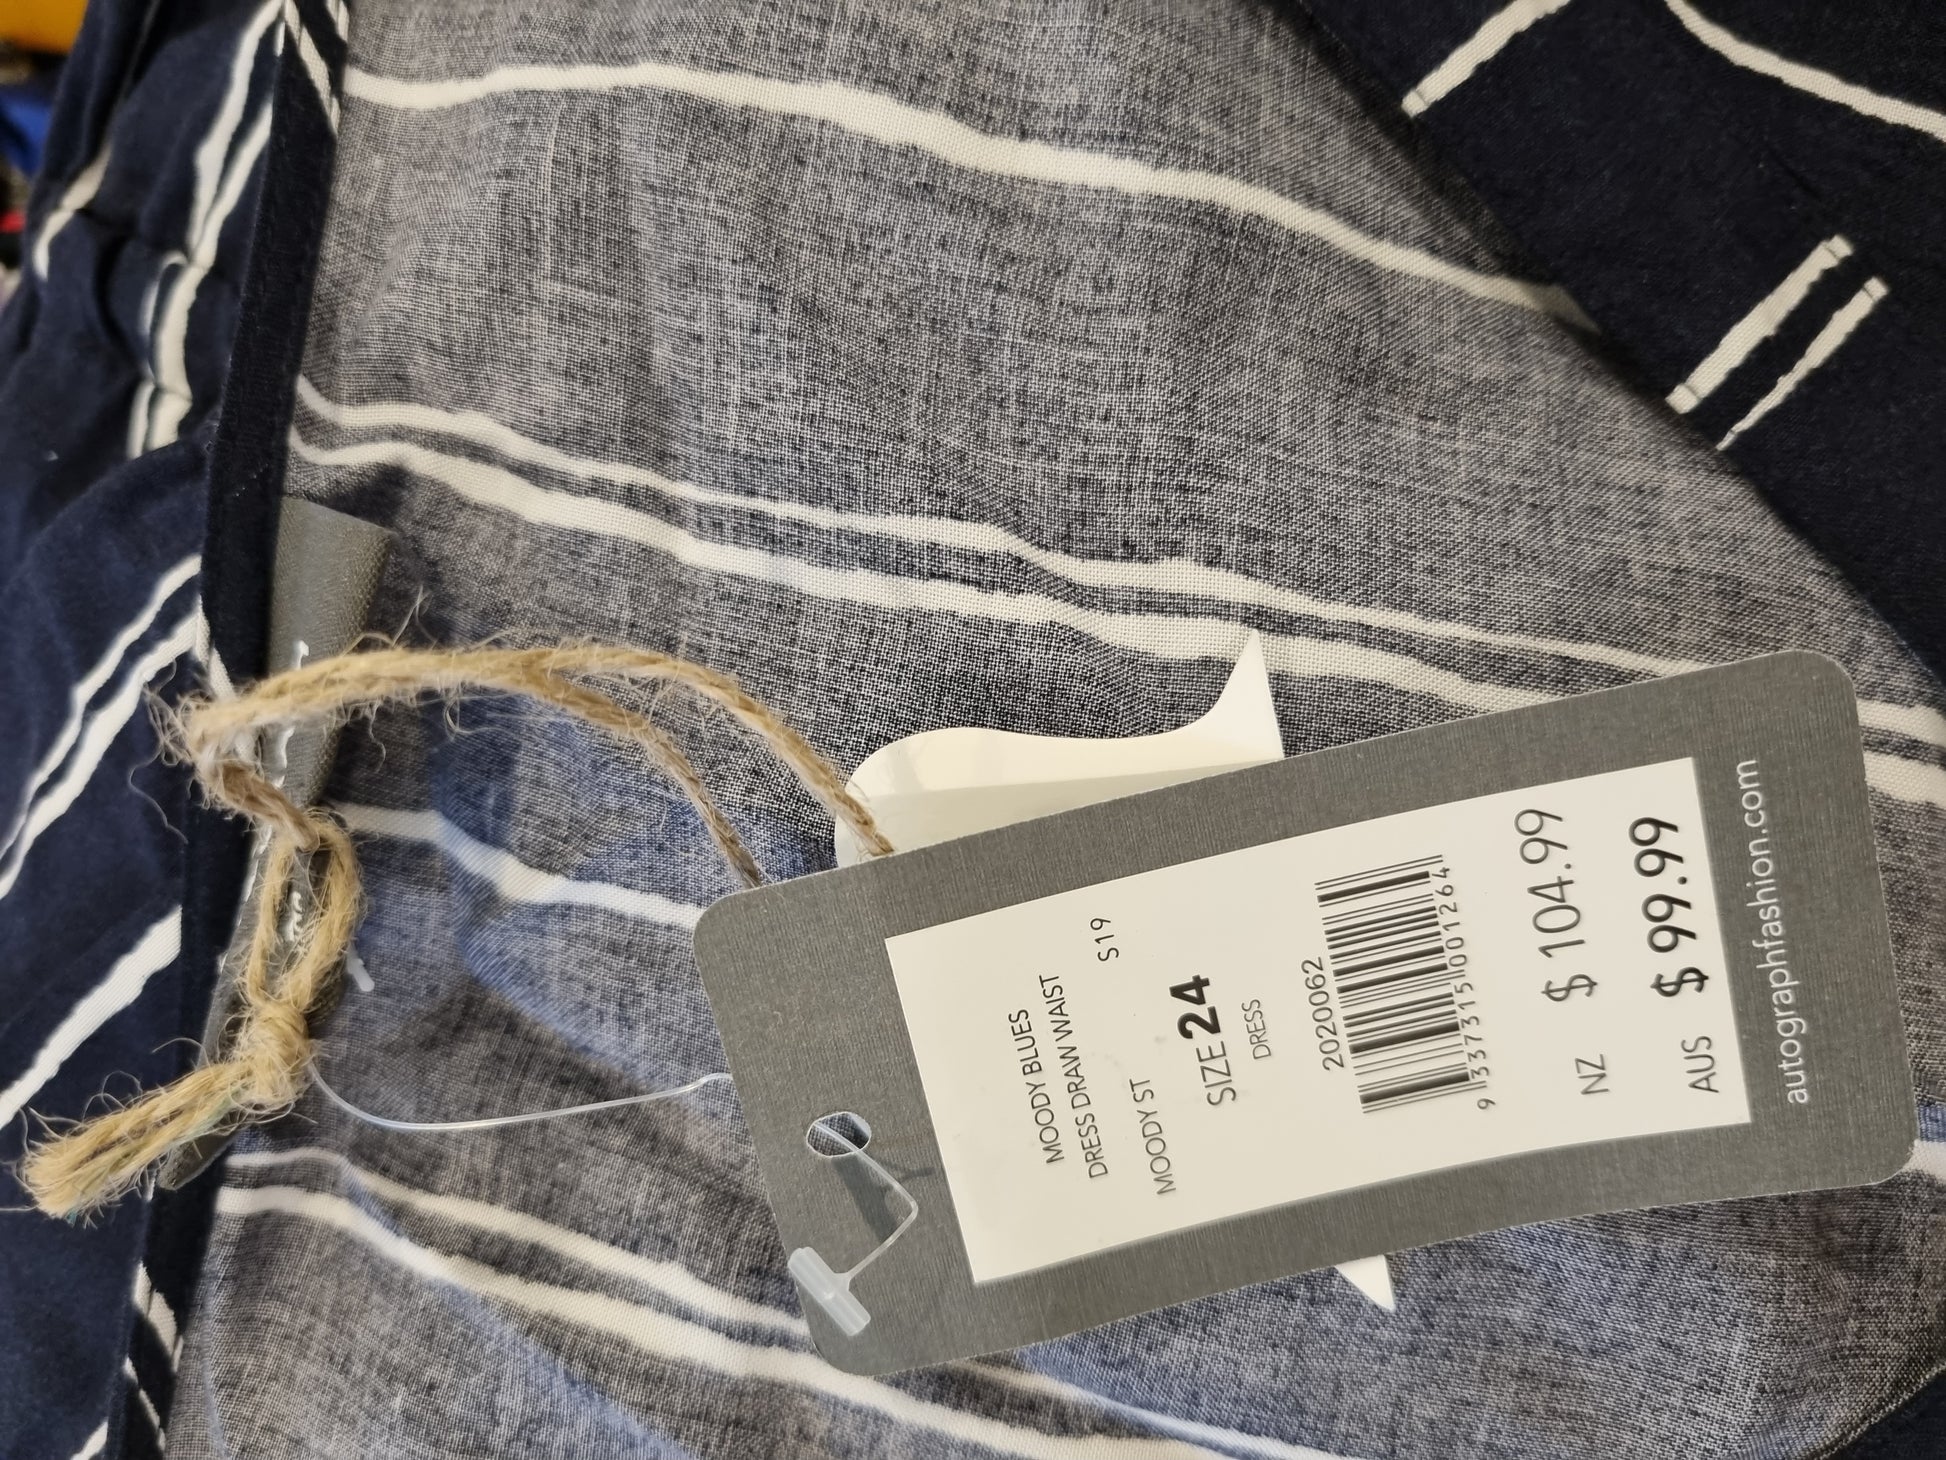 MOODY BLUES
DRESS DRAW WAIST
S19
MOODY ST
SIZE 24
DRESS
2020062
9 337315 001264
NZ $ 104.99
AUS $ 99.99
autographfashion.com